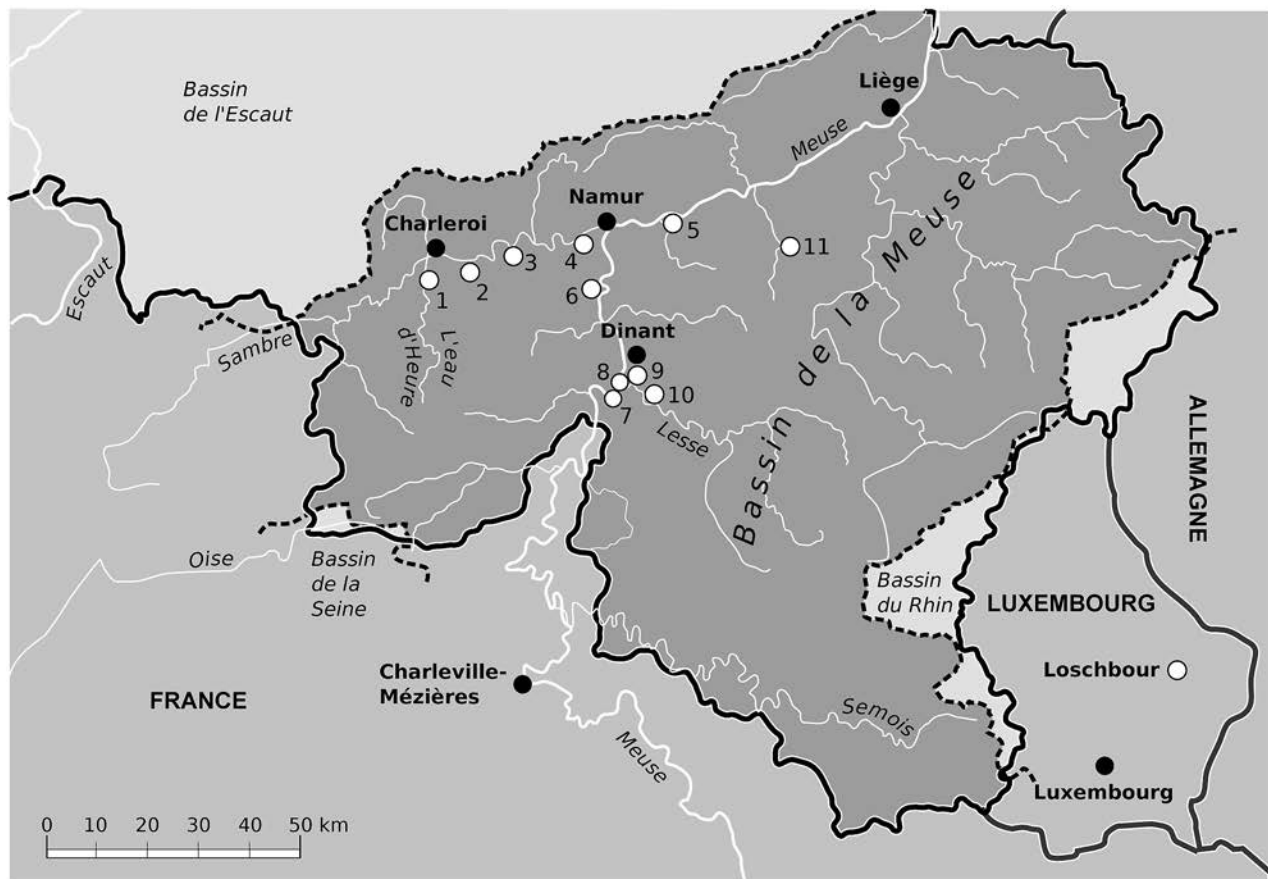 Bassin
de l'Escaut
Liège
Meuse
Namur
Charleroi
5
3
4
11
2
1
6
Escaut
Sambre
L'eau
d'Heure
Dinant
8
9
10
7
Lesse
Bassin de la Meuse
ALLEMAGNE
Oise
Bassin
de la
Seine
Bassin
du Rhin
LUXEMBOURG
Charleville-
Mézières
FRANCE
Loschbour
Semois
Meuse
Luxembourg
0 10 20 30 40 50 km